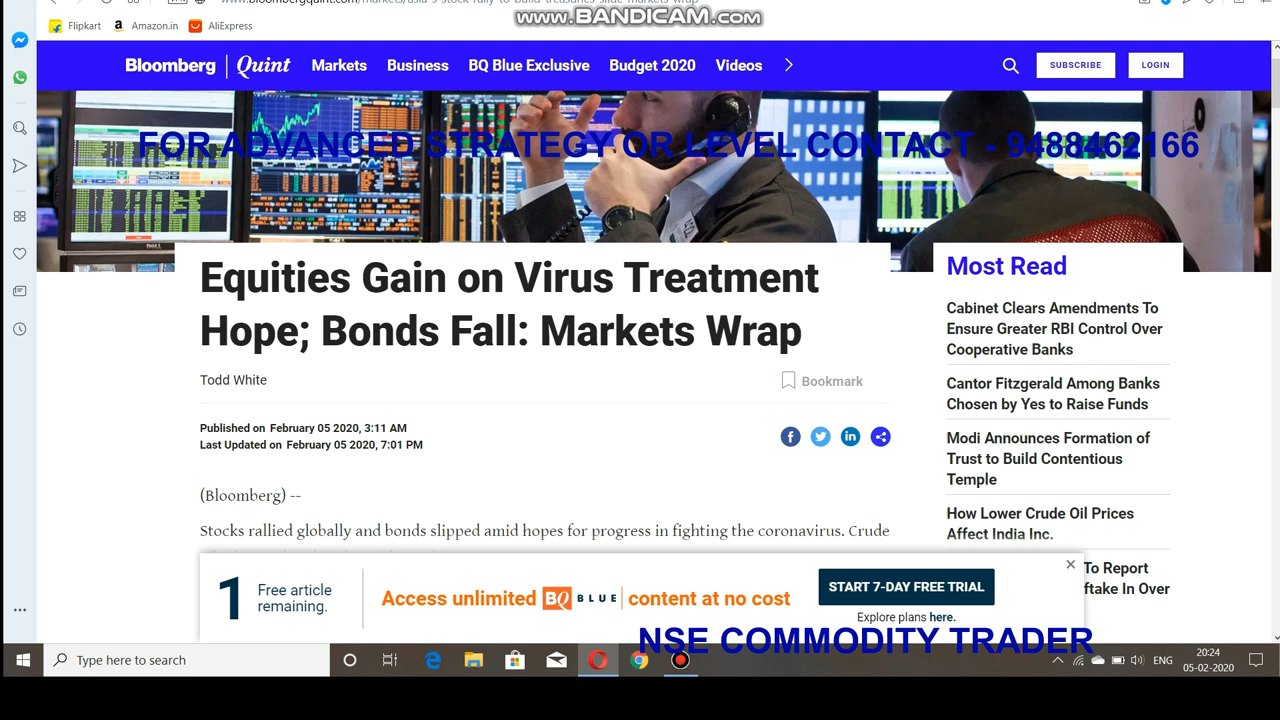 www.BANDICAM.com
Flipkart Amazon.in AliExpress
Bloomberg | Quint Markets Business BQ Blue Exclusive Budget 2020 Videos SUBSCRIBE LOGIN
FOR ADVANCED STRATEGY OR LEVEL CONTACT - 9488462166
Equities Gain on Virus Treatment
Hope; Bonds Fall: Markets Wrap
Todd White
Bookmark
Published on February 05 2020, 3:11 AM
Last Updated on February 05 2020, 7:01 PM
(Bloomberg) --
Stocks rallied globally and bonds slipped amid hopes for progress in fighting the coronavirus. Crude
Most Read
Cabinet Clears Amendments To
Ensure Greater RBI Control Over
Cooperative Banks
Cantor Fitzgerald Among Banks
Chosen by Yes to Raise Funds
Modi Announces Formation of
Trust to Build Contentious
Temple
How Lower Crude Oil Prices
Affect India Inc.
To Report
ftake In Over
1 Free article
remaining.
Access unlimited BQ BLUE content at no cost
START 7-DAY FREE TRIAL
Explore plans here.
NSE COMMODITY TRADER
Type here to search
ENG
20:24
05-02-2020